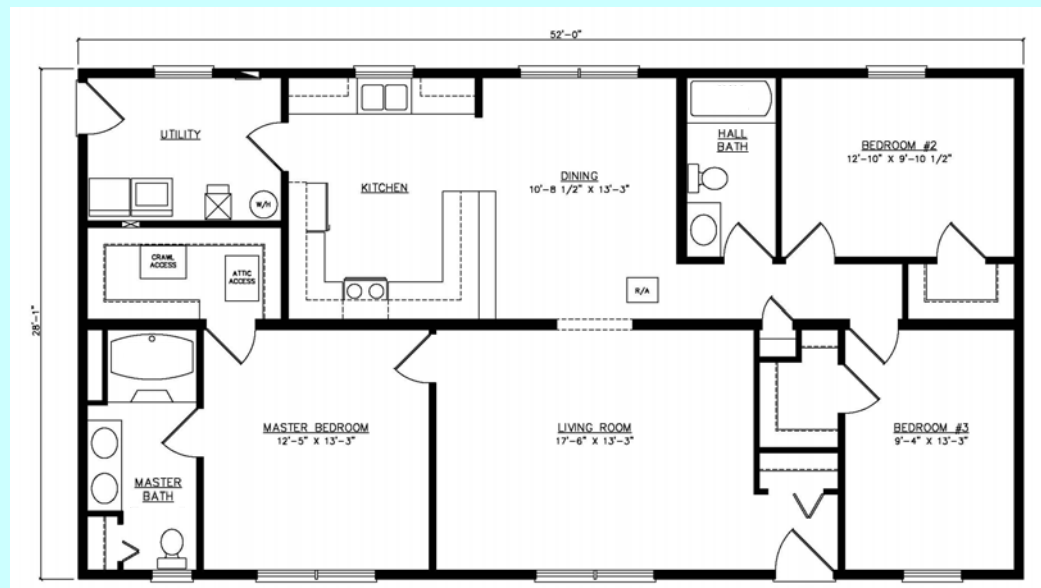 52'-0"
28'-1"
UTILITY
W/H
KITCHEN
DINING
10'-8 1/2" X 13'-3"
HALL
BATH
BEDROOM #2
12'-10" X 9'-10 1/2"
CRAWL
ACCESS
ATTIC
ACCESS
R/A
MASTER BEDROOM
12'-5" X 13'-3"
LIVING ROOM
17'-6" X 13'-3"
BEDROOM #3
9'-4" X 13'-3"
MASTER
BATH